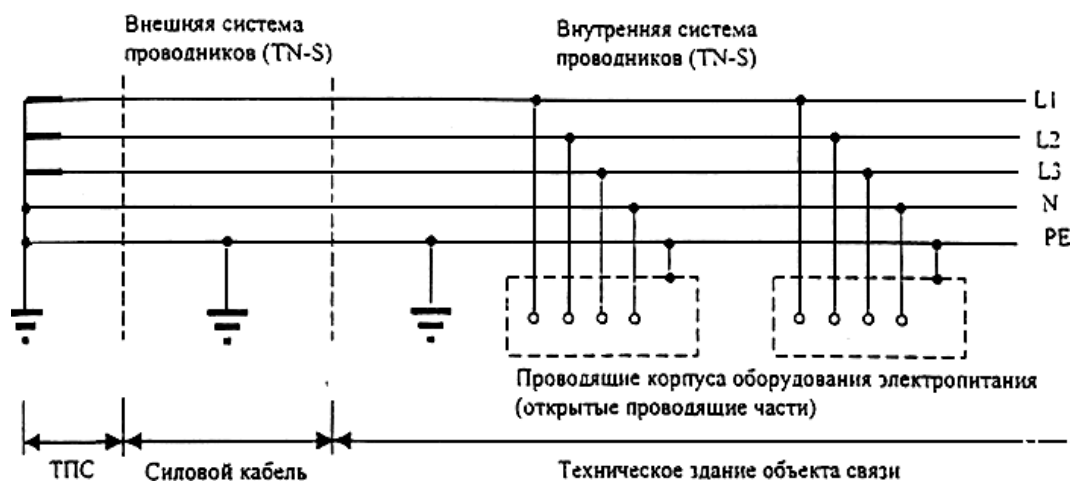 Внешняя система
проводников (TN-S)
Внутренняя система
проводников (TN-S)
L1
L2
L3
N
PE
Проводящие корпуса оборудования электропитания
(открытые проводящие части)
ТПС
Силовой кабель
Техническое здание объекта связи